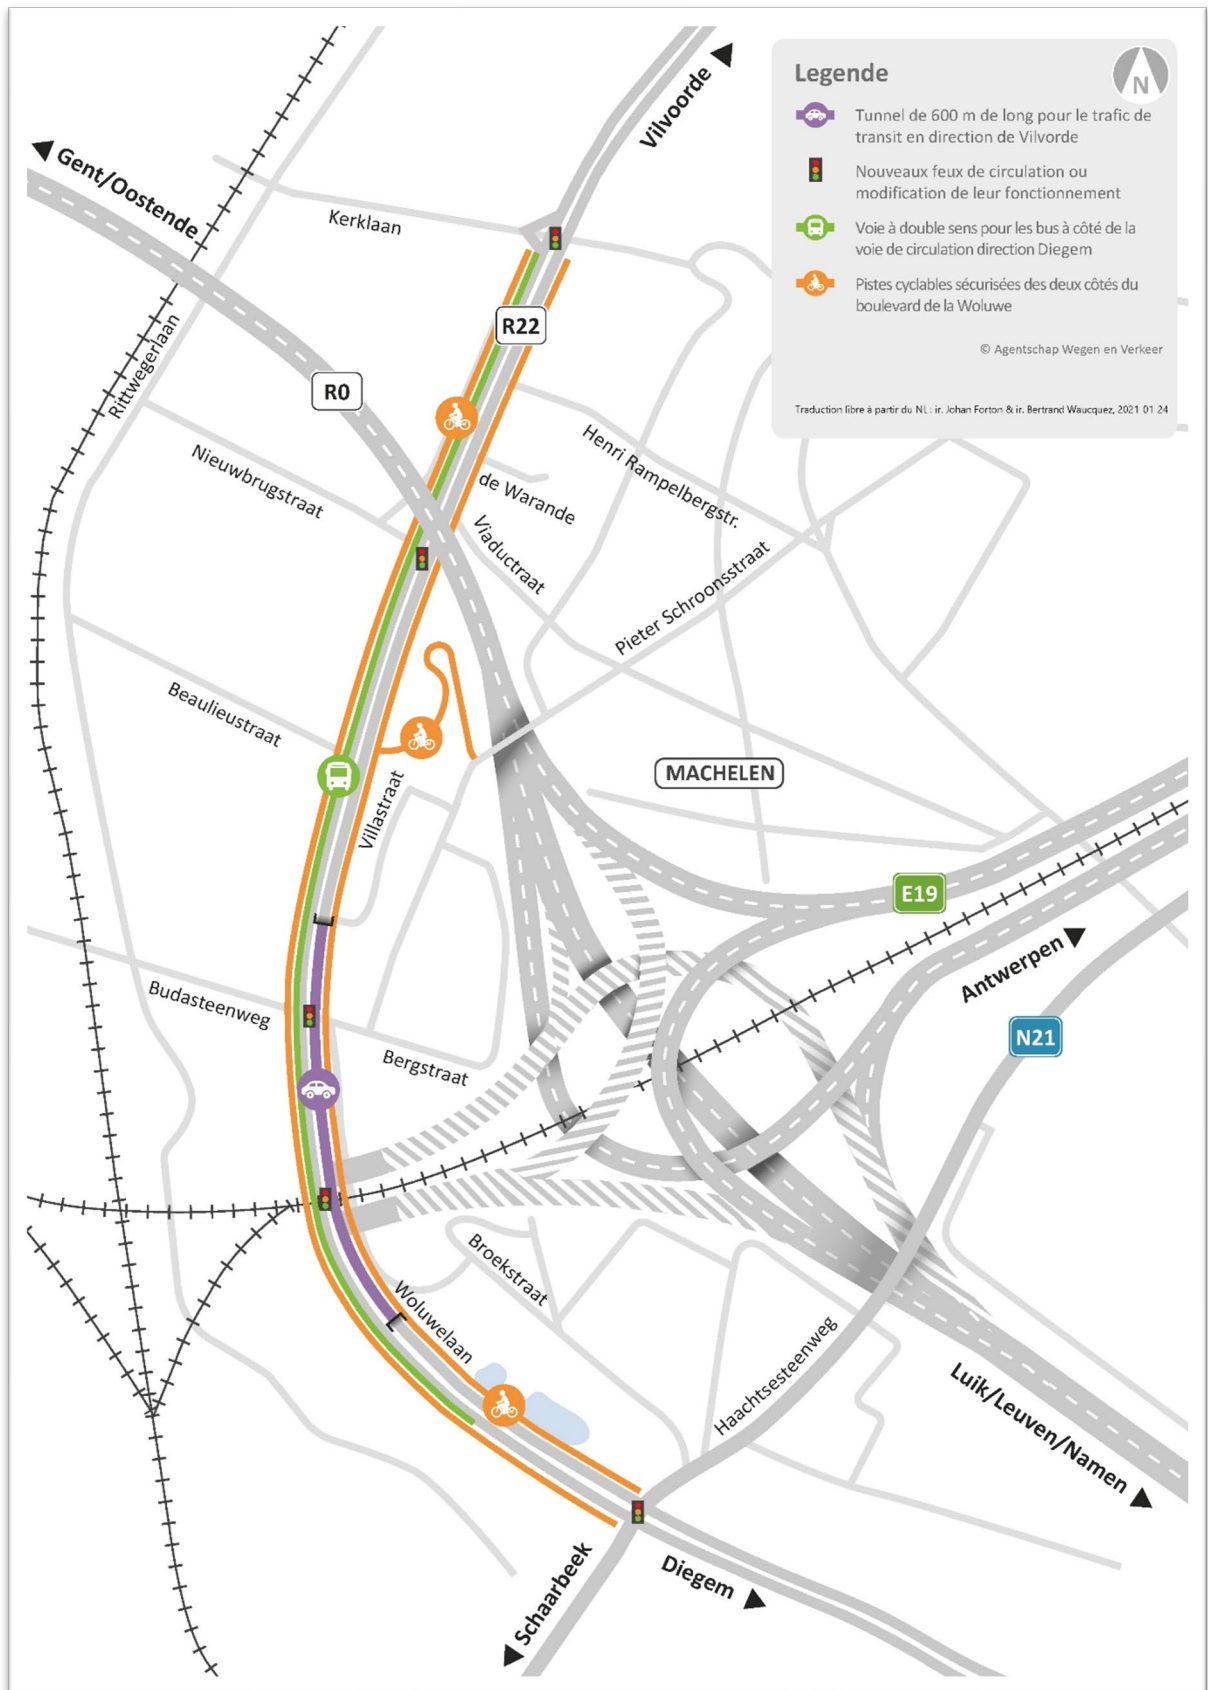 Legende
N
Tunnel de 600 m de long pour le trafic de
transit en direction de Vilvorde
Nouveaux feux de circulation ou
modification de leur fonctionnement
Voie à double sens pour les bus à côté de la
voie de circulation direction Diegem
Pistes cyclables sécurisées des deux côtés du
boulevard de la Woluwe
© Agentschap Wegen en Verkeer
Traduction libre à partir du NL : ir. Johan Forton & ir. Bertrand Waucquez, 2021 01 24
Vilvoorde
Gent/Oostende
Kerklaan
R22
Rittwegerlaan
R0
Nieuwbrugstraat
Henri Rampelbergstr.
de Warande
Viaductraat
Pieter Schroonsstraat
Beaulieustraat
MACHELEN
Villastraat
E19
Antwerpen
Budasteenweg
N21
Bergstraat
Broekstraat
Woluwelaan
Haachtsesteenweg
Luik/Leuven/Namen
Diegem
Schaarbeek